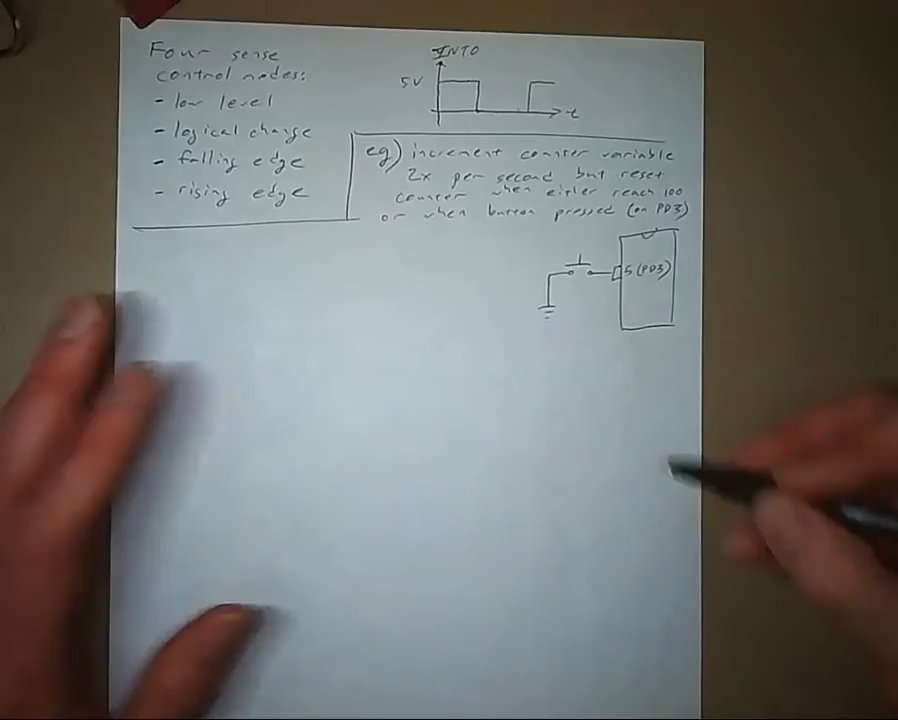 Four sense
control modes:
- low level
- logical change
- falling edge
- rising edge
INT0
5V
t
eg) increment counter variable
2x per second but reset
counter when either reach 100
or when button pressed (on PD3)
5 (PD3)